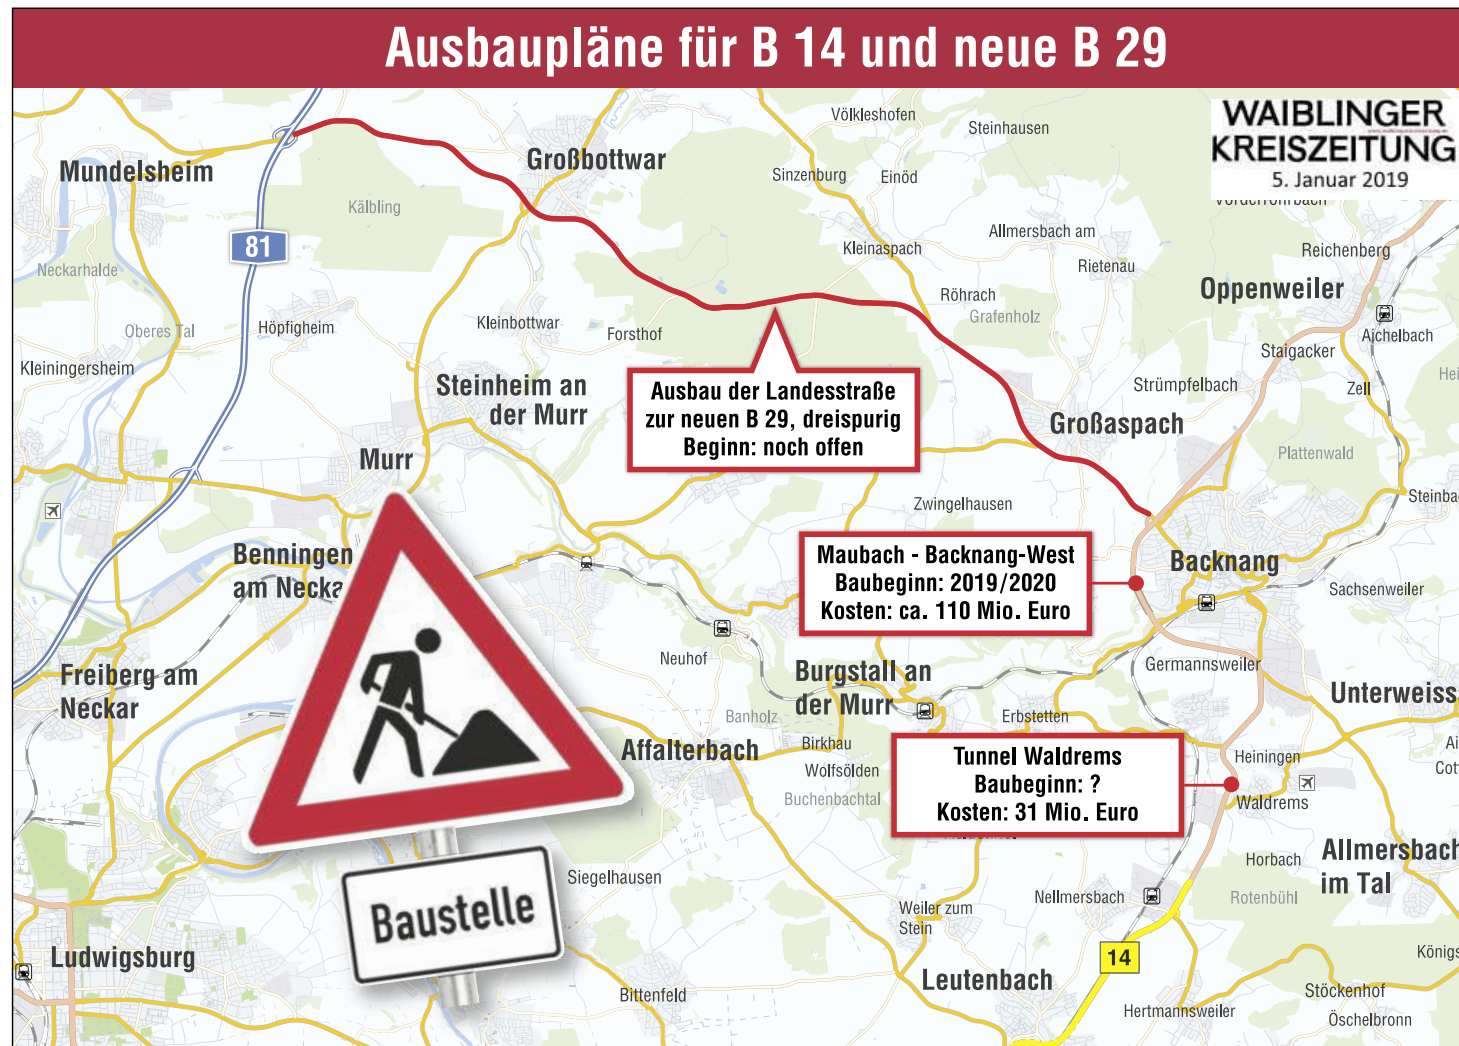 Ausbaupläne für B 14 und neue B 29
WAIBLINGER
KREISZEITUNG
5. Januar 2019
Völkleshofen
Steinhausen
Mundelsheim
Großbottwar
Sinzenburg
Einöd
Kälbling
81
Kleinaspach
Allmersbach am
Rietenau
Reichenberg
Neckarhalde
Oppenweiler
Röhrach
Grafenholz
Oberes Tal
Höpfigheim
Kleinbottwar
Forsthof
Aichelbach
Staigacker
Kleiningersheim
Steinheim an
der Murr
Ausbau der Landesstraße
zur neuen B 29, dreispurig
Beginn: noch offen
Strümpfelbach
Zell
Großaspach
Murr
Plattenwald
Zwingelhausen
Steinba
Benningen
am Necka
Maubach - Backnang-West
Baubeginn: 2019/2020
Kosten: ca. 110 Mio. Euro
Backnang
Sachsenweiler
Neuhof
Germannsweiler
Freiberg am
Neckar
Burgstall an
der Murr
Unterweiss
Banholz
Erbstetten
Affalterbach
Birkhau
Wolfsölden
Buchenbachtal
Tunnel Waldrems
Baubeginn: ?
Kosten: 31 Mio. Euro
Heiningen
Waldrems
Baustelle
Siegelhausen
Horbach
Allmersbach
im Tal
Nellmersbach
Rotenbühl
Weiler zum
Stein
Ludwigsburg
14
Königs
Leutenbach
Bittenfeld
Hertmannsweiler
Stöckenhof
Öschelbronn